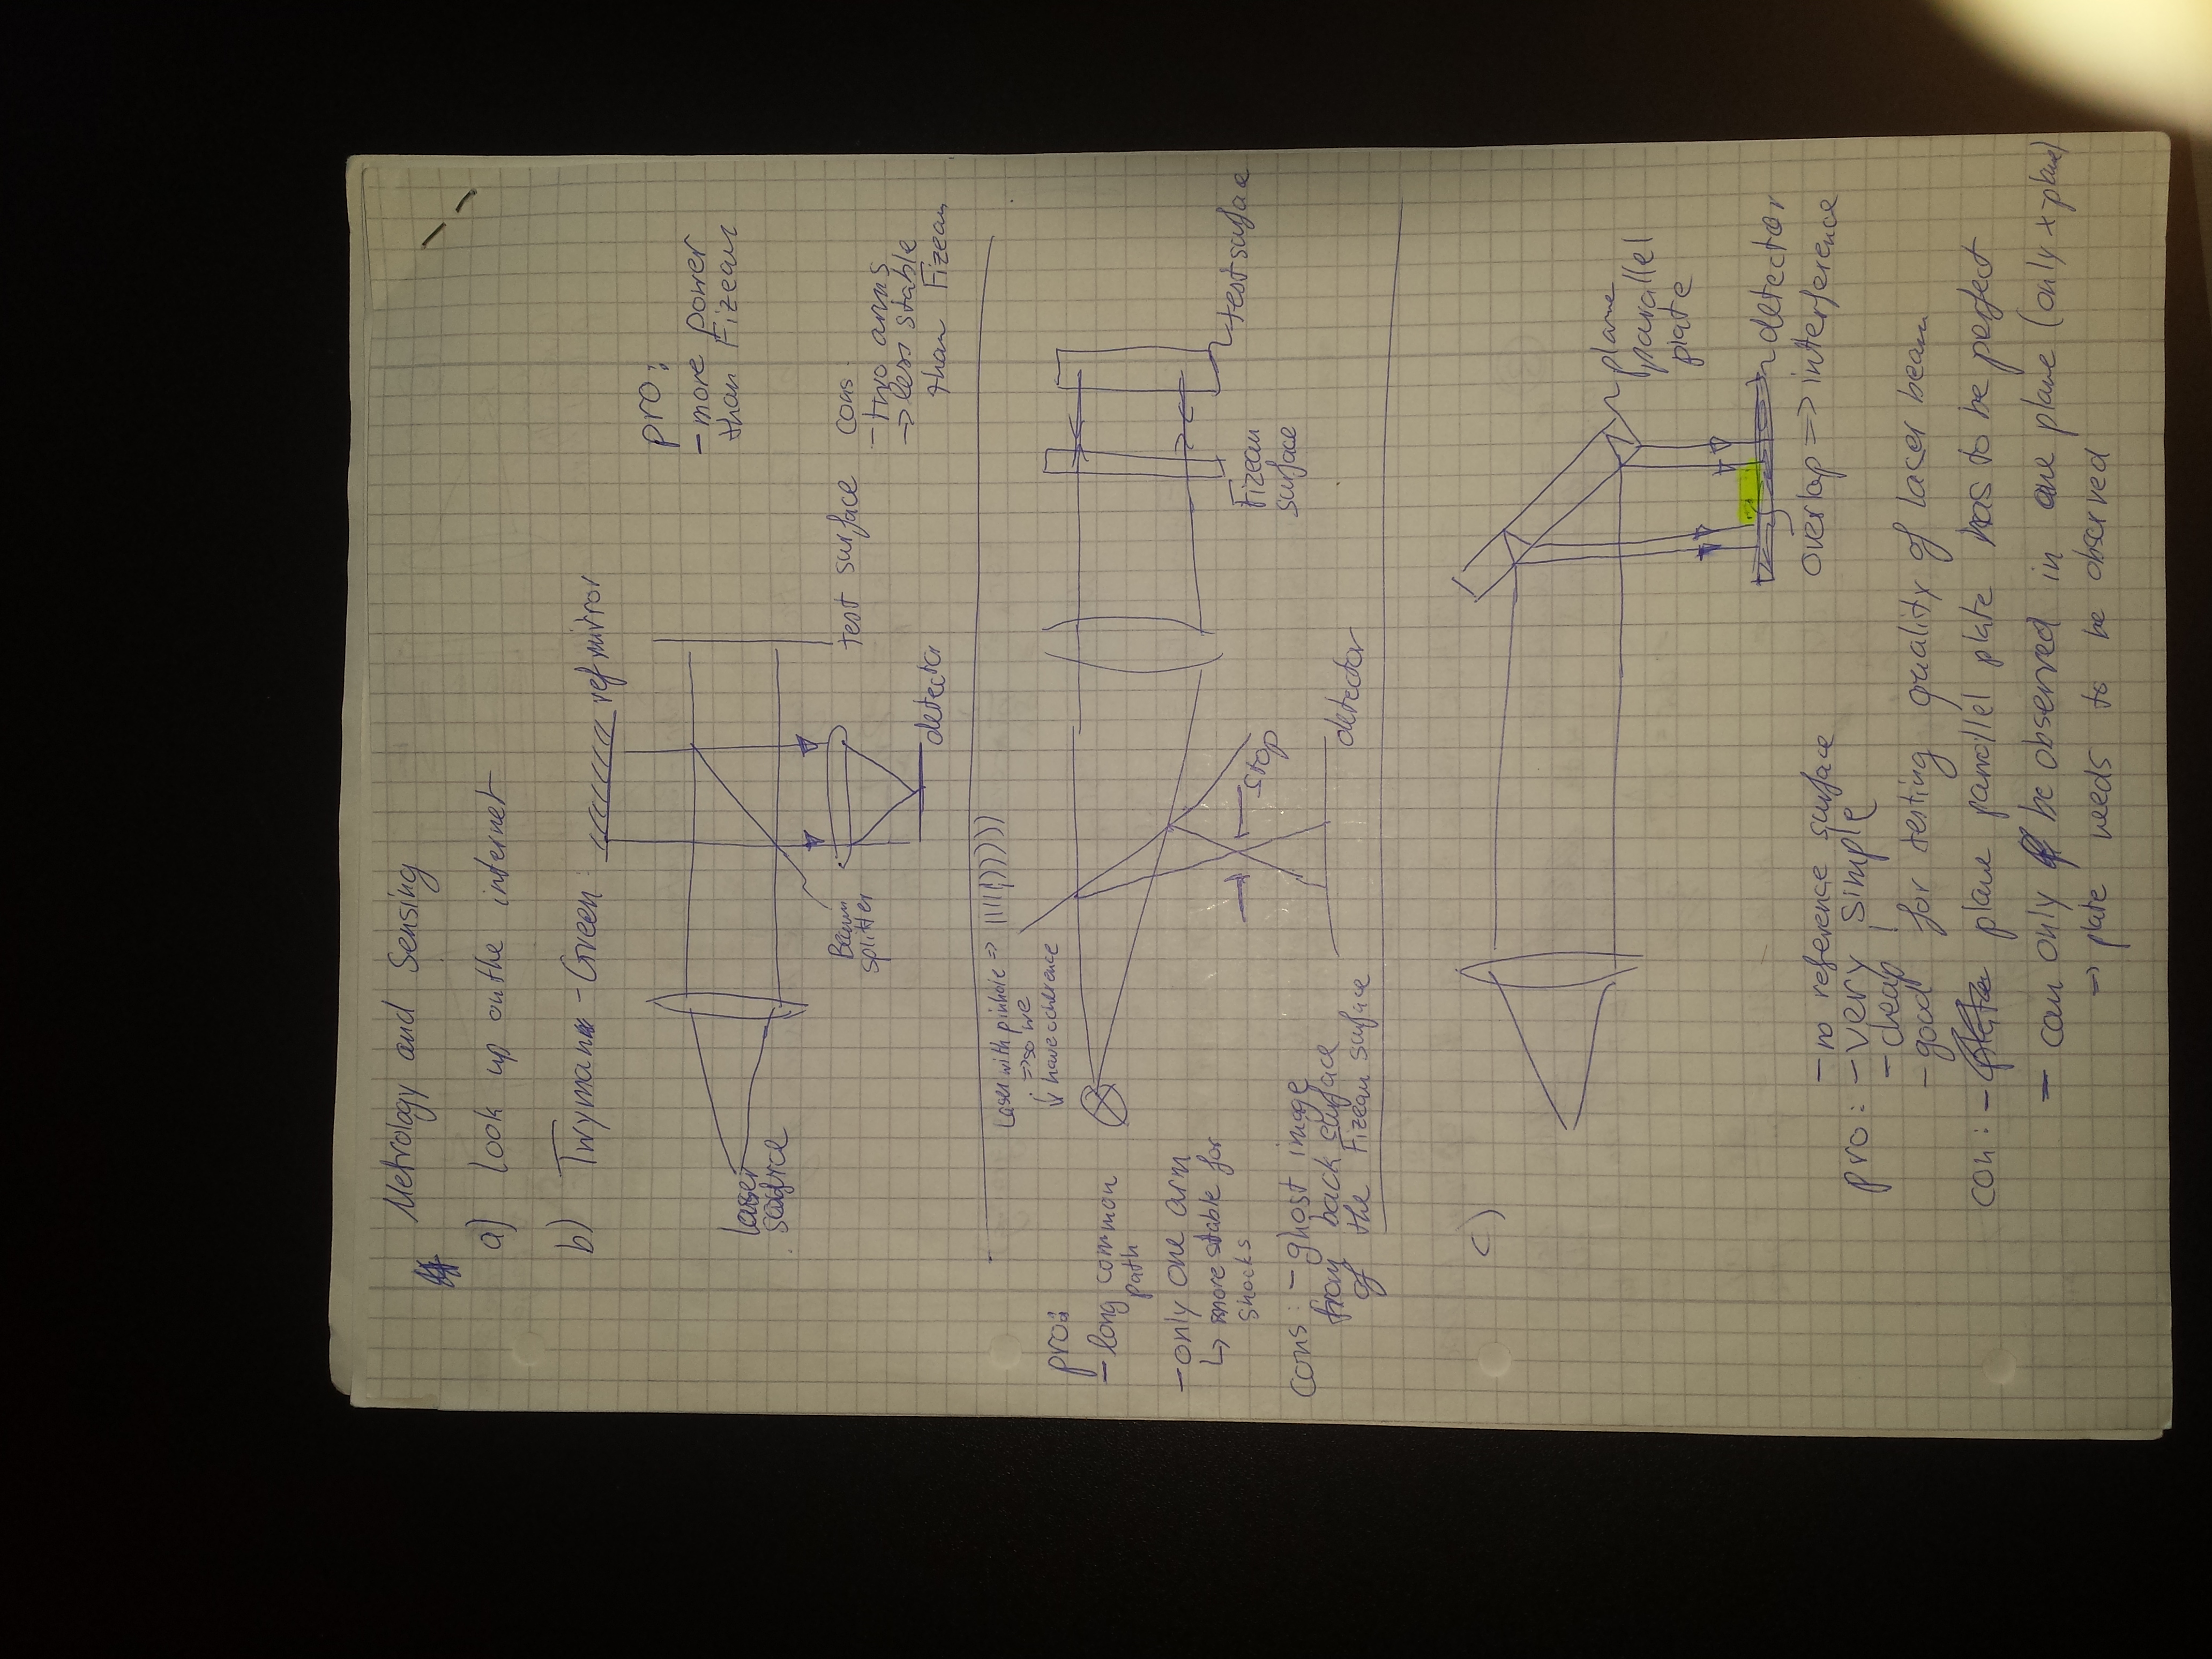 Metrology and Sensing
a) look up on the internet
b) Twymann-Green:
ref mirror
pro:
- more power
than Fizeau
laser
source
Beam
splitter
test surface
cons:
- two arms
-> less stable
than Fizeau
detector
Laser with pinhole => ||||||)))))
=> so we
have coherence
pro:
- long common
path
- only one arm
↳ more stable for
shocks
stop
Fizeau
surface
test surface
cons: - ghost image
from back surface
of the Fizeau surface
detector
c)
plane
parallel
plate
detector
overlap => interference
- no reference surface
pro: - very simple
- cheap!
- good for testing quality of laser beam
con: - plane parrallel plate has to be perfect
- can only be observed in one plane (only x-plane)
-> plate needs to be observed